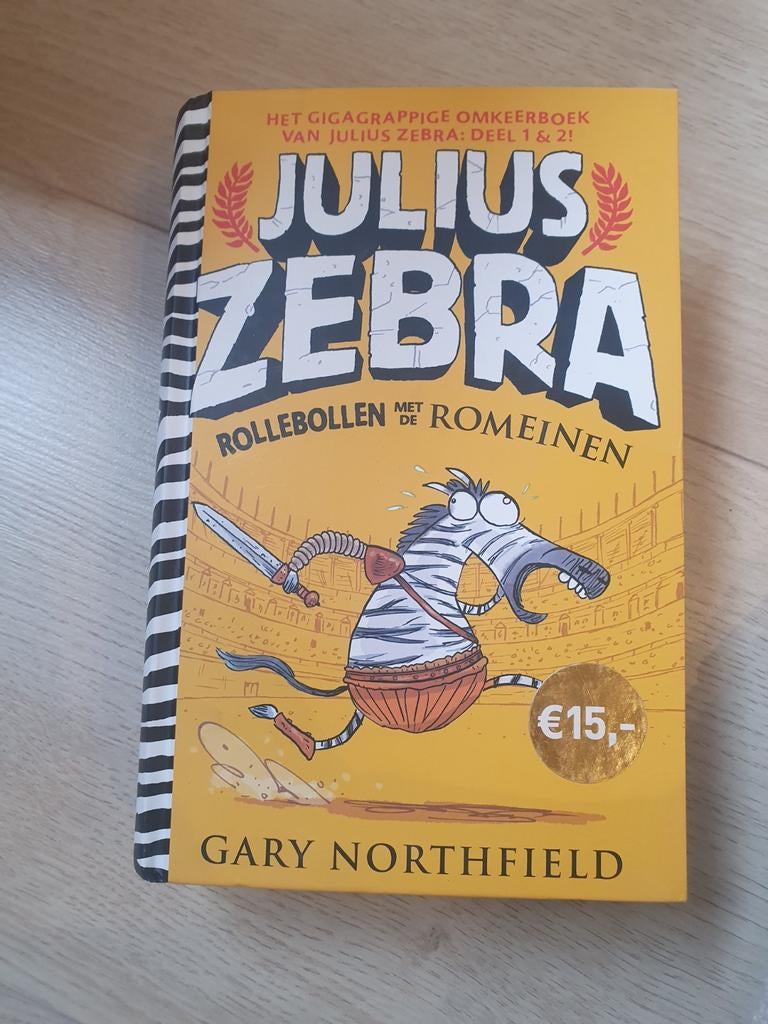 HET GIGAGRAPPIGE OMKEERBOEK
VAN JULIUS ZEBRA: DEEL 1 & 2!
JULIUS
ZEBRA
ROLLEBOLLEN MET DE ROMEINEN
€15,-
GARY NORTHFIELD